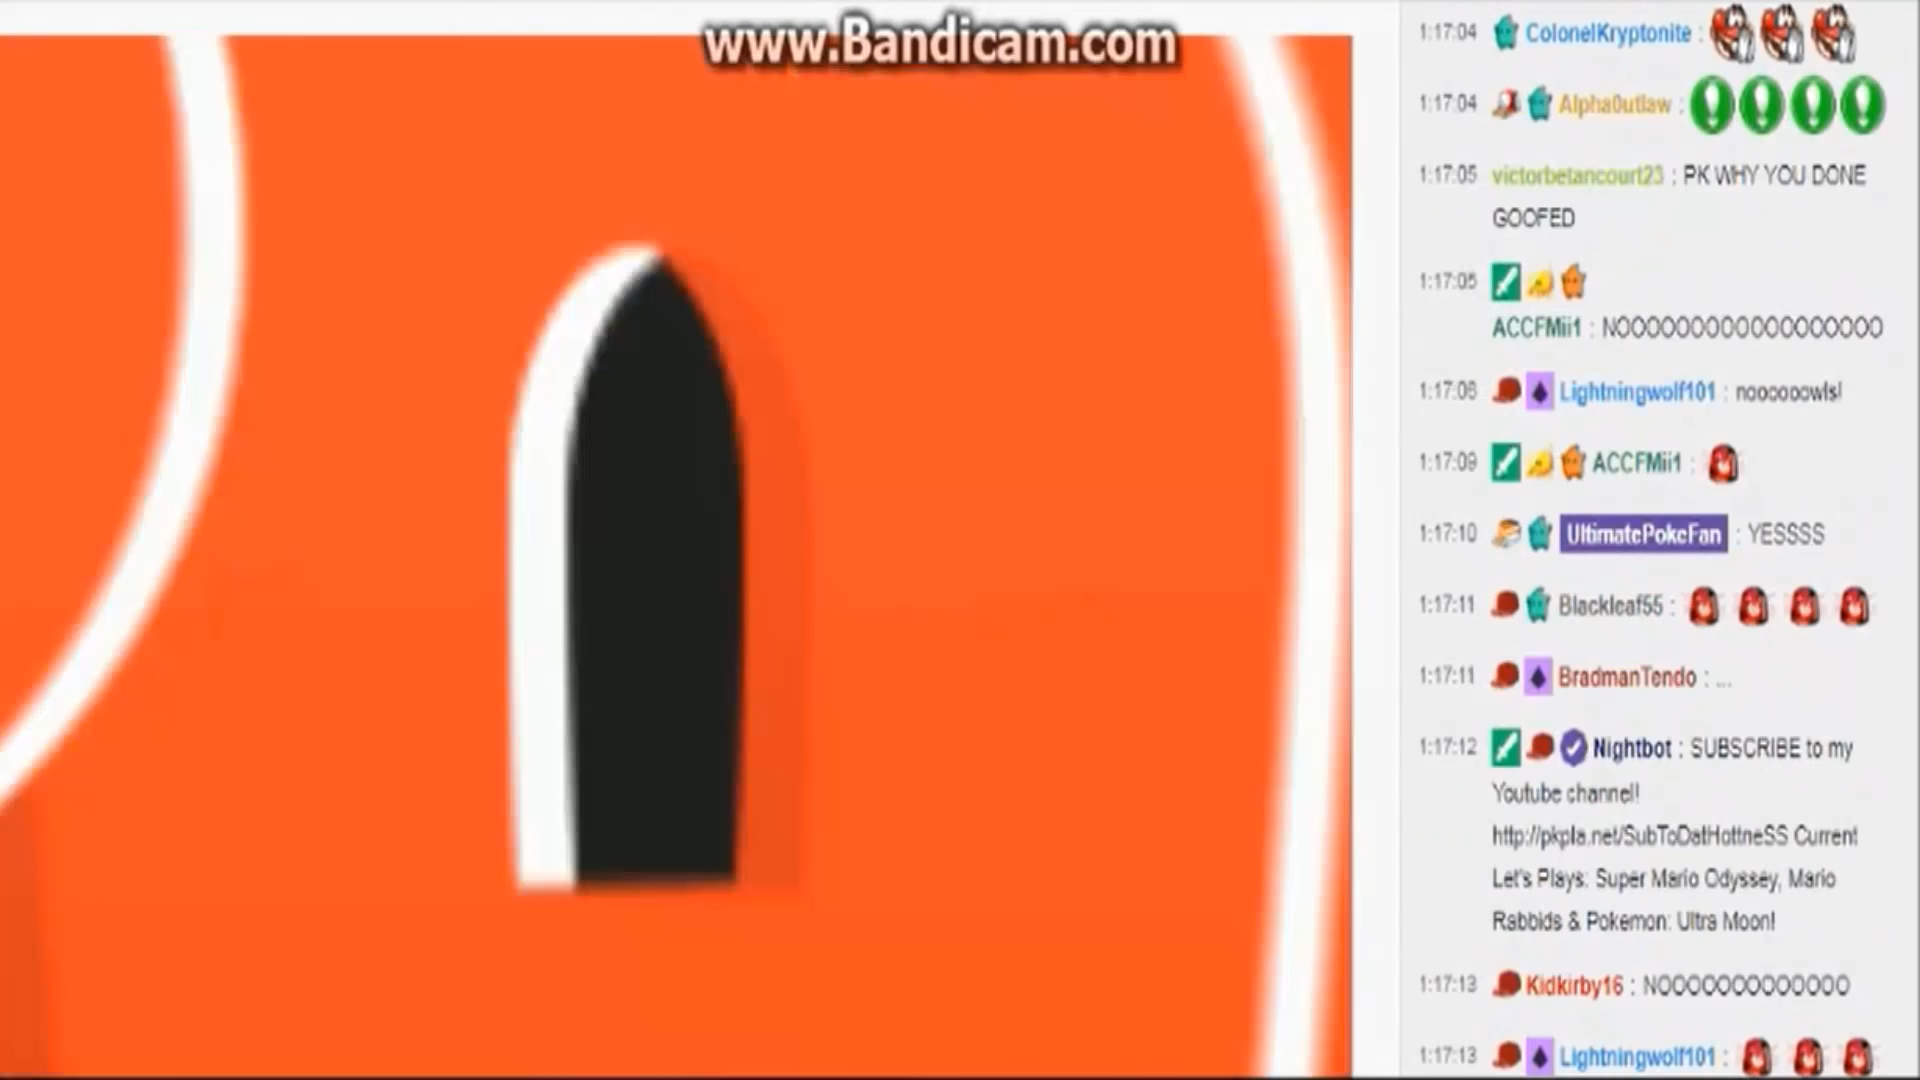 www.Bandicam.com
1:17:04 ColonelKryptonite :
1:17:04 Alpha0utlaw :
1:17:05 victorbetancourt23 : PK WHY YOU DONE
GOOFED
1:17:05
ACCFMii1 : NOOOOOOOOOOOOOOOOOO
1:17:08 Lightningwolf101 : noooooowls!
1:17:09 ACCFMii1 :
1:17:10 UltimatePokeFan : YESSSS
1:17:11 Blackleaf55 :
1:17:11 BradmanTendo : ...
1:17:12 Nightbot : SUBSCRIBE to my
Youtube channel!
http://pkpla.net/SubToDatHottneSS Current
Let's Plays: Super Mario Odyssey, Mario
Rabbids & Pokemon: Ultra Moon!
1:17:13 Kidkirby16 : NOOOOOOOOOOOOO
1:17:13 Lightningwolf101 :